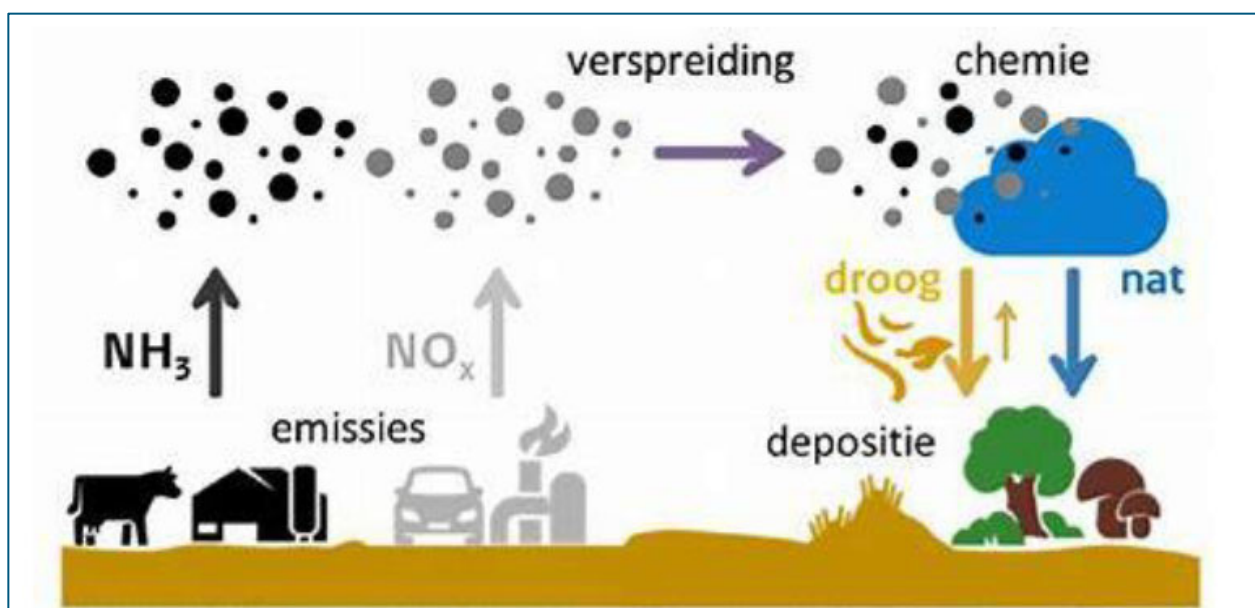 verspreiding
chemie
droog
nat
NH₃
NOₓ
emissies
depositie